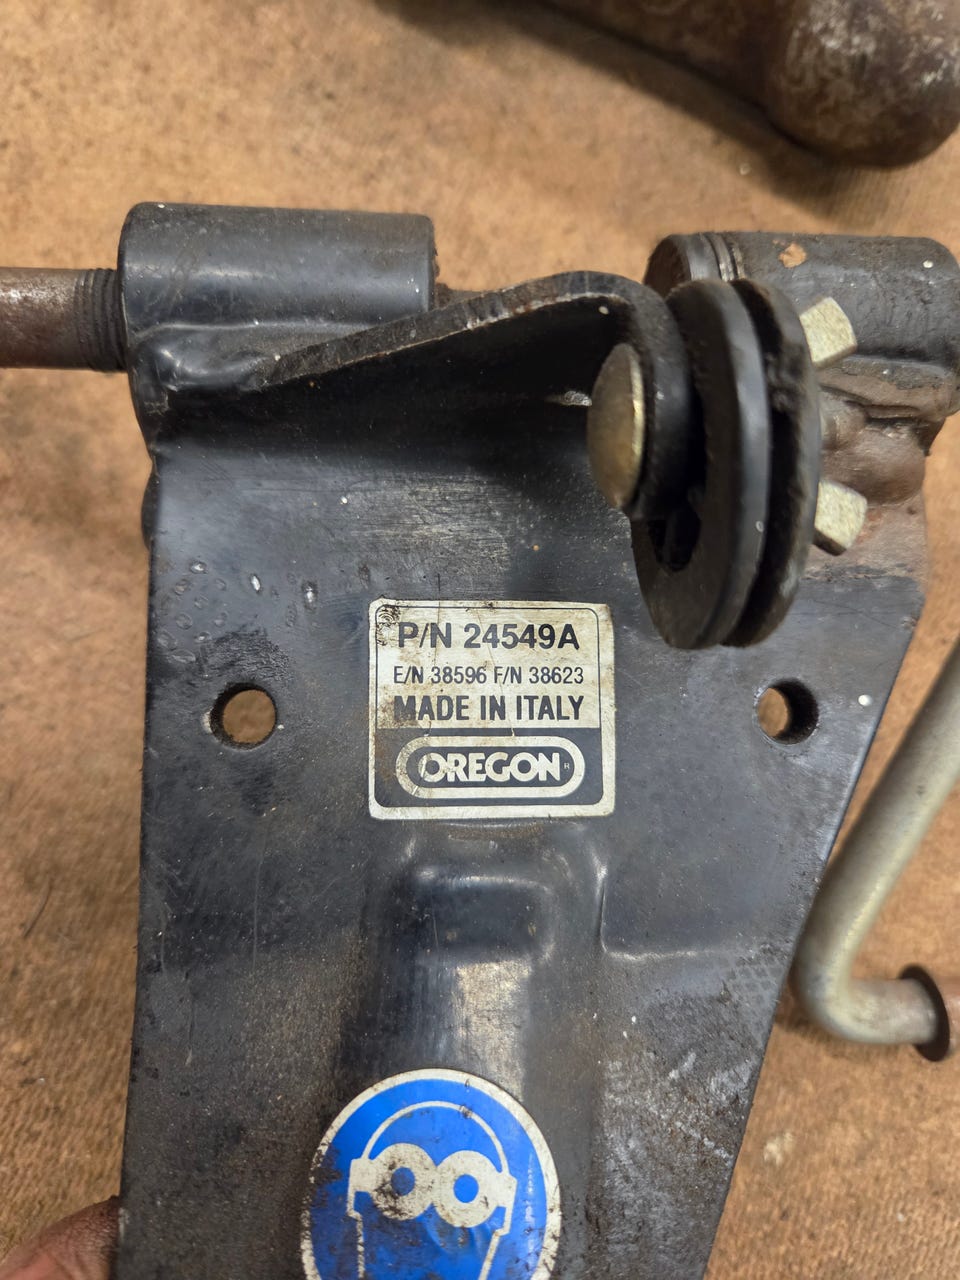 P/N 24549A
E/N 38596 F/N 38623
MADE IN ITALY
OREGON R